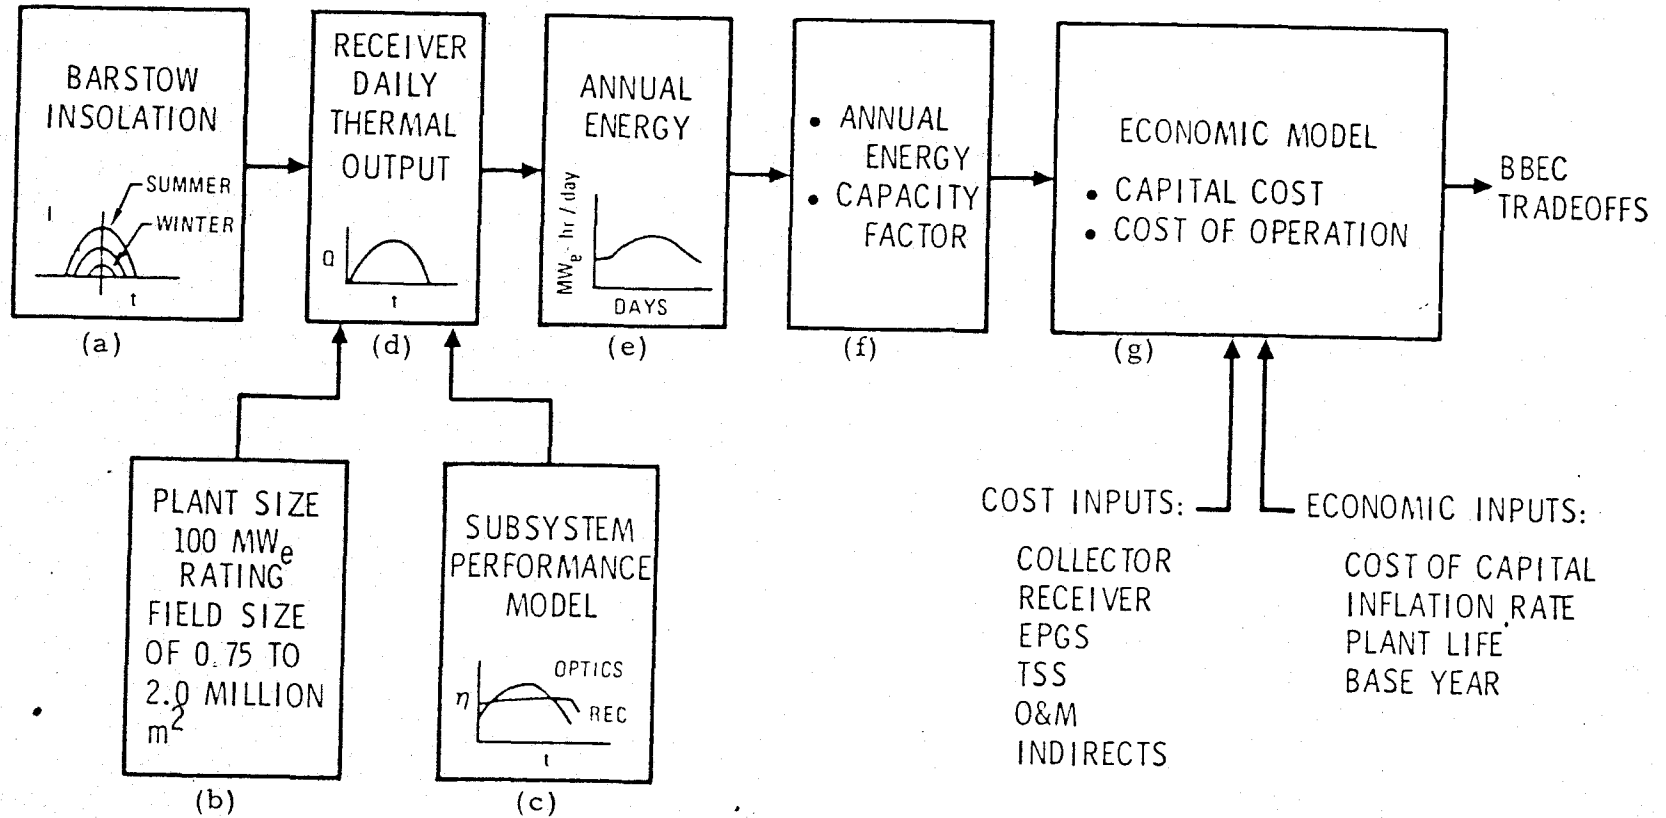 BARSTOW
INSOLATION
SUMMER
I
WINTER
t
(a)
RECEIVER
DAILY
THERMAL
OUTPUT
Q
t
(d)
ANNUAL
ENERGY
MWe- hr / day
DAYS
(e)
• ANNUAL
ENERGY
• CAPACITY
FACTOR
(f)
ECONOMIC MODEL
• CAPITAL COST
• COST OF OPERATION
(g)
BBEC
TRADEOFFS
PLANT SIZE
100 MWe
RATING
FIELD SIZE
OF 0.75 TO
2.0 MILLION
m²
(b)
SUBSYSTEM
PERFORMANCE
MODEL
OPTICS
η
REC
t
(c)
COST INPUTS:
COLLECTOR
RECEIVER
EPGS
TSS
O&M
INDIRECTS
ECONOMIC INPUTS:
COST OF CAPITAL
INFLATION RATE
PLANT LIFE
BASE YEAR